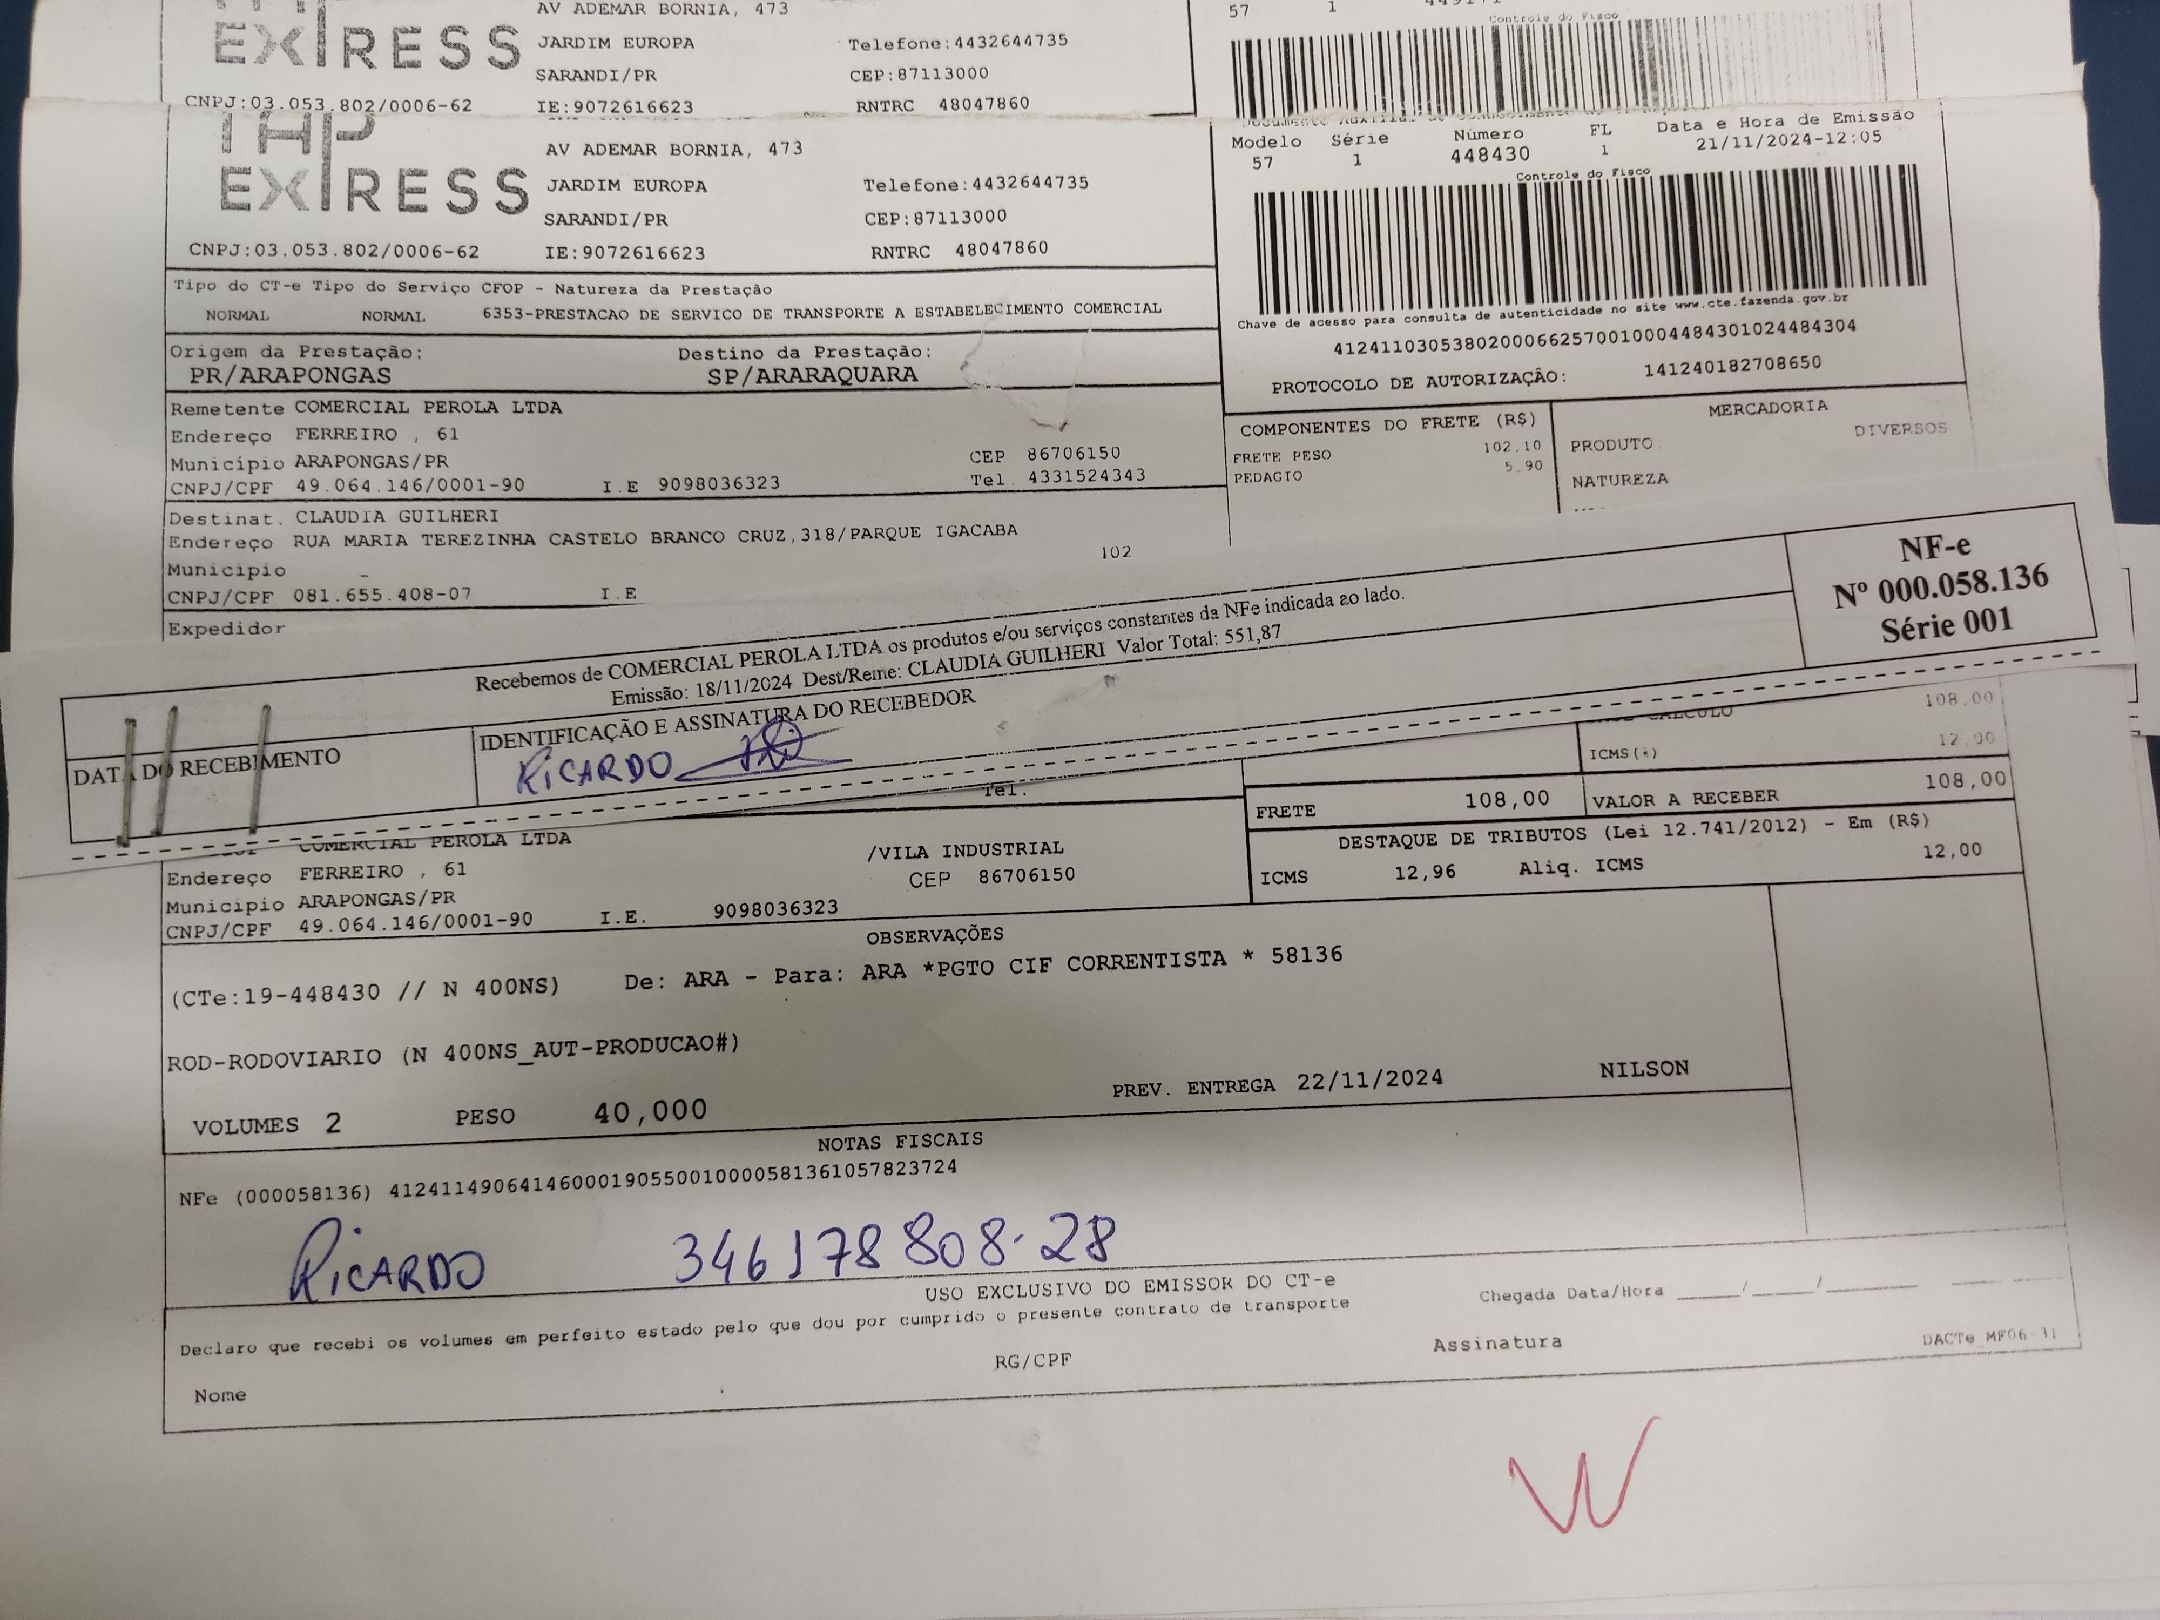 EXPRESS
AV ADEMAR BORNIA, 473
JARDIM EUROPA
Telefone:4432644735
SARANDI/PR
CEP:87113000
CNPJ:03.053.802/0006-62
IE:9072616623
RNTRC 48047860
57 1
Controle do Fisco
TAP
EXPRESS
AV ADEMAR BORNIA, 473
JARDIM EUROPA
Telefone:4432644735
SARANDI/PR
CEP:87113000
CNPJ:03.053.802/0006-62
IE:9072616623
RNTRC 48047860
Modelo Série Número FL Data e Hora de Emissão
57 1 448430 1 21/11/2024-12:05
Controle do Fisco
Chave de acesso para consulta de autenticidade no site www.cte.fazenda.gov.br
41241103053802000662570010004484301024484304
PROTOCOLO DE AUTORIZAÇÃO: 141240182708650
Tipo do CT-e Tipo do Serviço CFOP - Natureza da Prestação
NORMAL NORMAL 6353-PRESTACAO DE SERVICO DE TRANSPORTE A ESTABELECIMENTO COMERCIAL
Origem da Prestação: Destino da Prestação:
PR/ARAPONGAS SP/ARARAQUARA
Remetente COMERCIAL PEROLA LTDA
Endereço FERREIRO , 61
Município ARAPONGAS/PR CEP 86706150
CNPJ/CPF 49.064.146/0001-90 I.E 9098036323 Tel. 4331524343
COMPONENTES DO FRETE (R$)
FRETE PESO 102,10
PEDAGIO 5,90
MERCADORIA
PRODUTO. DIVERSOS
NATUREZA
Destinat. CLAUDIA GUILHERI
Endereço RUA MARIA TEREZINHA CASTELO BRANCO CRUZ,318/PARQUE IGACABA
Município 102
CNPJ/CPF 081.655.408-07 I.E
Expedidor
Recebemos de COMERCIAL PEROLA LTDA os produtos e/ou serviços constantes da NFe indicada ao lado.
Emissão: 18/11/2024 Dest/Reme: CLAUDIA GUILHERI Valor Total: 551,87
NF-e
Nº 000.058.136
Série 001
DATA DO RECEBIMENTO
IDENTIFICAÇÃO E ASSINATURA DO RECEBEDOR
RICARDO
CALCULO 108,00
ICMS(%) 12,00
Tel.
FRETE 108,00 VALOR A RECEBER 108,00
DESTAQUE DE TRIBUTOS (Lei 12.741/2012) - Em (R$)
ICMS 12,96 Aliq. ICMS 12,00
COMERCIAL PEROLA LTDA
Endereço FERREIRO , 61 /VILA INDUSTRIAL
Município ARAPONGAS/PR CEP 86706150
CNPJ/CPF 49.064.146/0001-90 I.E. 9098036323
OBSERVAÇÕES
(CTe:19-448430 // N 400NS) De: ARA - Para: ARA *PGTO CIF CORRENTISTA * 58136
ROD-RODOVIARIO (N 400NS_AUT-PRODUCAO#)
PREV. ENTREGA 22/11/2024 NILSON
VOLUMES 2 PESO 40,000
NOTAS FISCAIS
NFe (000058136) 41241149064146000190550010000581361057823724
RICARDO 346178808-28
USO EXCLUSIVO DO EMISSOR DO CT-e
Declaro que recebi os volumes em perfeito estado pelo que dou por cumprido o presente contrato de transporte
Chegada Data/Hora ____/____/______
Nome RG/CPF Assinatura
DACTe_MF06-31